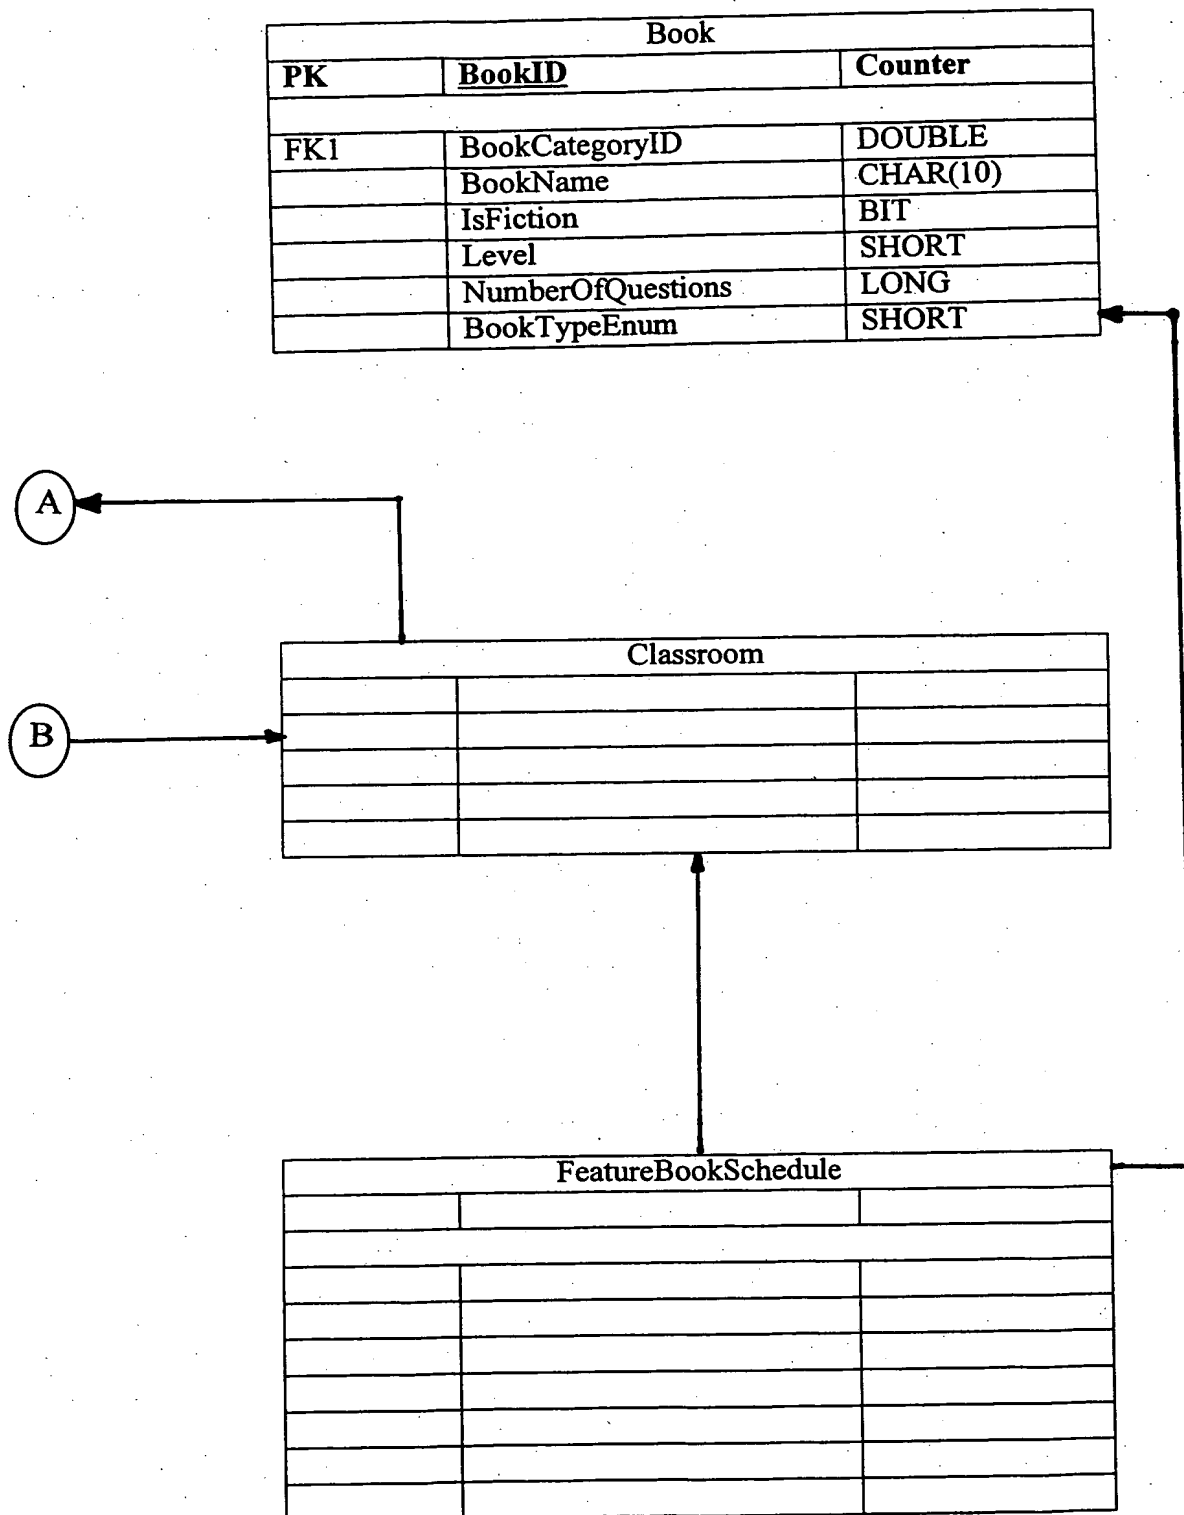 Book
PK BookID Counter
FK1 BookCategoryID DOUBLE
BookName CHAR(10)
IsFiction BIT
Level SHORT
NumberOfQuestions LONG
BookTypeEnum SHORT
A
Classroom
B
FeatureBookSchedule